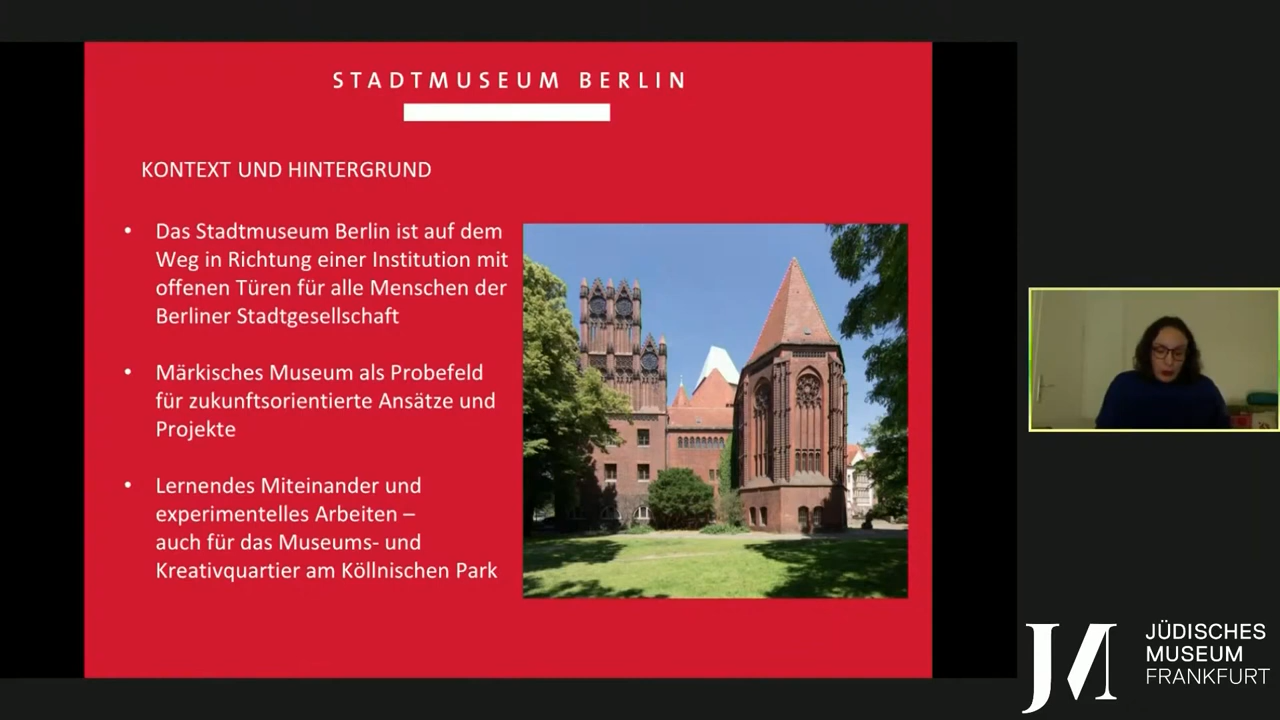 STADTMUSEUM BERLIN
KONTEXT UND HINTERGRUND
• Das Stadtmuseum Berlin ist auf dem
Weg in Richtung einer Institution mit
offenen Türen für alle Menschen der
Berliner Stadtgesellschaft
• Märkisches Museum als Probefeld
für zukunftsorientierte Ansätze und
Projekte
• Lernendes Miteinander und
experimentelles Arbeiten –
auch für das Museums- und
Kreativquartier am Köllnischen Park
JM
JÜDISCHES
MUSEUM
FRANKFURT